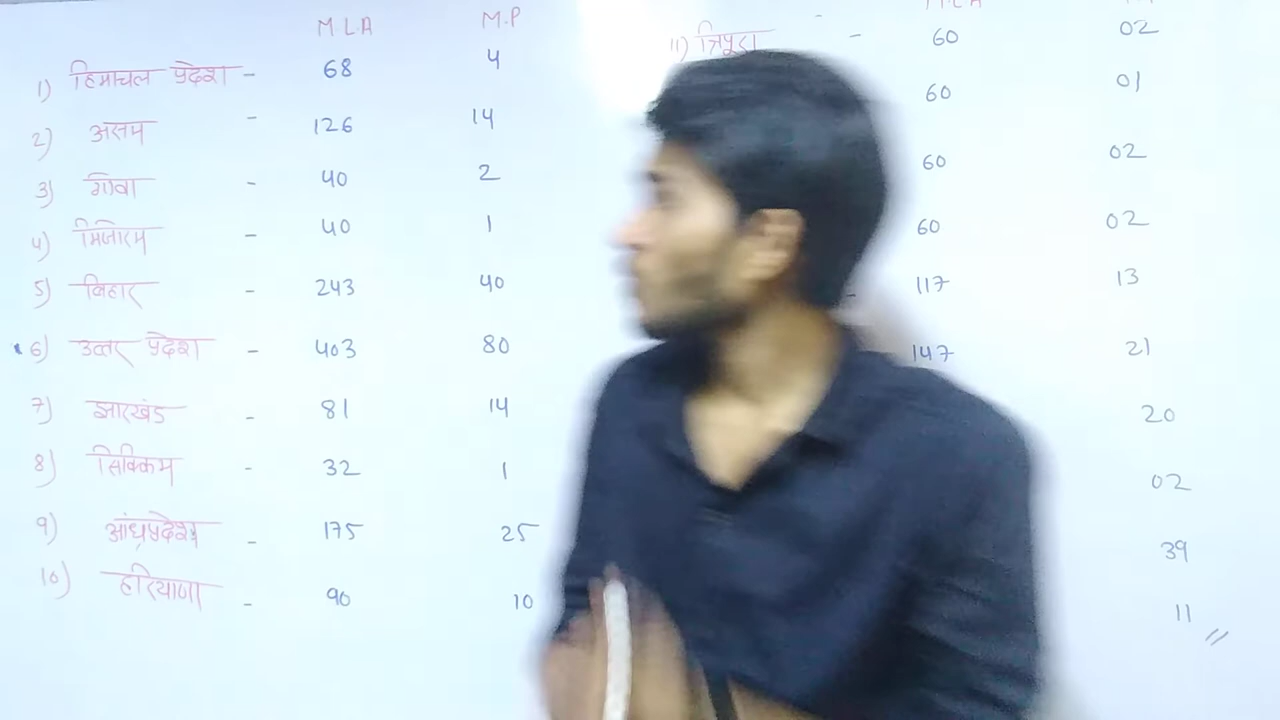 MLA M.P
1) हिमाचल प्रदेश - 68 4
2) असम - 126 14
3) गोवा - 40 2
4) मिजोरम - 40 1
5) बिहार - 243 40
6) उत्तर प्रदेश - 403 80
7) झारखंड - 81 14
8) सिक्किम - 32 1
9) आंध्रप्रदेश - 175 25
10) हरियाणा - 90 10
11) त्रिपुरा - 60 02
60 01
60 02
60 02
117 13
147 21
20
02
39
11